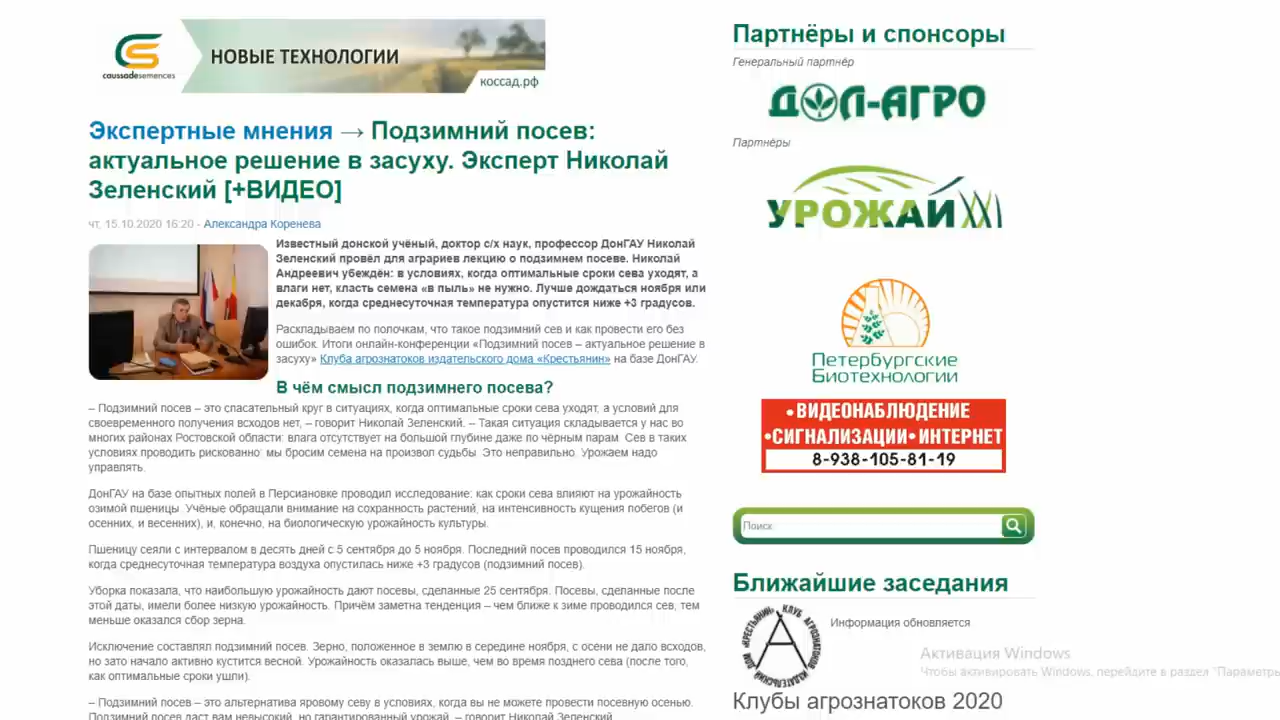 caussadesemences
НОВЫЕ ТЕХНОЛОГИИ
коссад.рф
Экспертные мнения → Подзимний посев:
актуальное решение в засуху. Эксперт Николай
Зеленский [+ВИДЕО]
чт, 15.10.2020 16:20 - Александра Коренева
Известный донской учёный, доктор с/х наук, профессор ДонГАУ Николай
Зеленский провёл для аграриев лекцию о подзимнем посеве. Николай
Андреевич убеждён: в условиях, когда оптимальные сроки сева уходят, а
влаги нет, класть семена «в пыль» не нужно. Лучше дождаться ноября или
декабря, когда среднесуточная температура опустится ниже +3 градусов.
Раскладываем по полочкам, что такое подзимний сев и как провести его без
ошибок. Итоги онлайн-конференции «Подзимний посев – актуальное решение в
засуху» Клуба агрознатоков издательского дома «Крестьянин» на базе ДонГАУ.
В чём смысл подзимнего посева?
– Подзимний посев – это спасательный круг в ситуациях, когда оптимальные сроки сева уходят, а условий для
своевременного получения всходов нет, – говорит Николай Зеленский. – Такая ситуация складывается у нас во
многих районах Ростовской области: влага отсутствует на большой глубине даже по чёрным парам. Сев в таких
условиях проводить рискованно: мы бросим семена на произвол судьбы. Это неправильно. Урожаем надо
управлять.
ДонГАУ на базе опытных полей в Персиановке проводил исследование: как сроки сева влияют на урожайность
озимой пшеницы. Учёные обращали внимание на сохранность растений, на интенсивность кущения побегов (и
осенних, и весенних), и, конечно, на биологическую урожайность культуры.
Пшеницу сеяли с интервалом в десять дней с 5 сентября до 5 ноября. Последний посев проводился 15 ноября,
когда среднесуточная температура воздуха опустилась ниже +3 градусов (подзимний посев).
Уборка показала, что наибольшую урожайность дают посевы, сделанные 25 сентября. Посевы, сделанные после
этой даты, имели более низкую урожайность. Причём заметна тенденция – чем ближе к зиме проводился сев, тем
меньше оказался сбор зерна.
Исключение составлял подзимний посев. Зерно, положенное в землю в середине ноября, с осени не дало всходов,
но зато начало активно кустится весной. Урожайность оказалась выше, чем во время позднего сева (после того,
как оптимальные сроки ушли).
– Подзимний посев – это альтернатива яровому севу в условиях, когда вы не можете провести посевную осенью.
Подзимний посев даст вам невысокий, но гарантированный урожай, – говорит Николай Зеленский.
Партнёры и спонсоры
Генеральный партнёр
ДОЛ-АГРО
Партнёры
УРОЖАЙ
Петербургские
Биотехнологии
•ВИДЕОНАБЛЮДЕНИЕ
•СИГНАЛИЗАЦИИ•ИНТЕРНЕТ
8-938-105-81-19
Поиск
Ближайшие заседания
КЛУБ АГРОЗНАТОКОВ ИЗДАТЕЛЬСКИЙ ДОМ «КРЕСТЬЯНИН»
Информация обновляется
Активация Windows
Чтобы активировать Windows, перейдите в раздел "Параметры
Клубы агрознатоков 2020